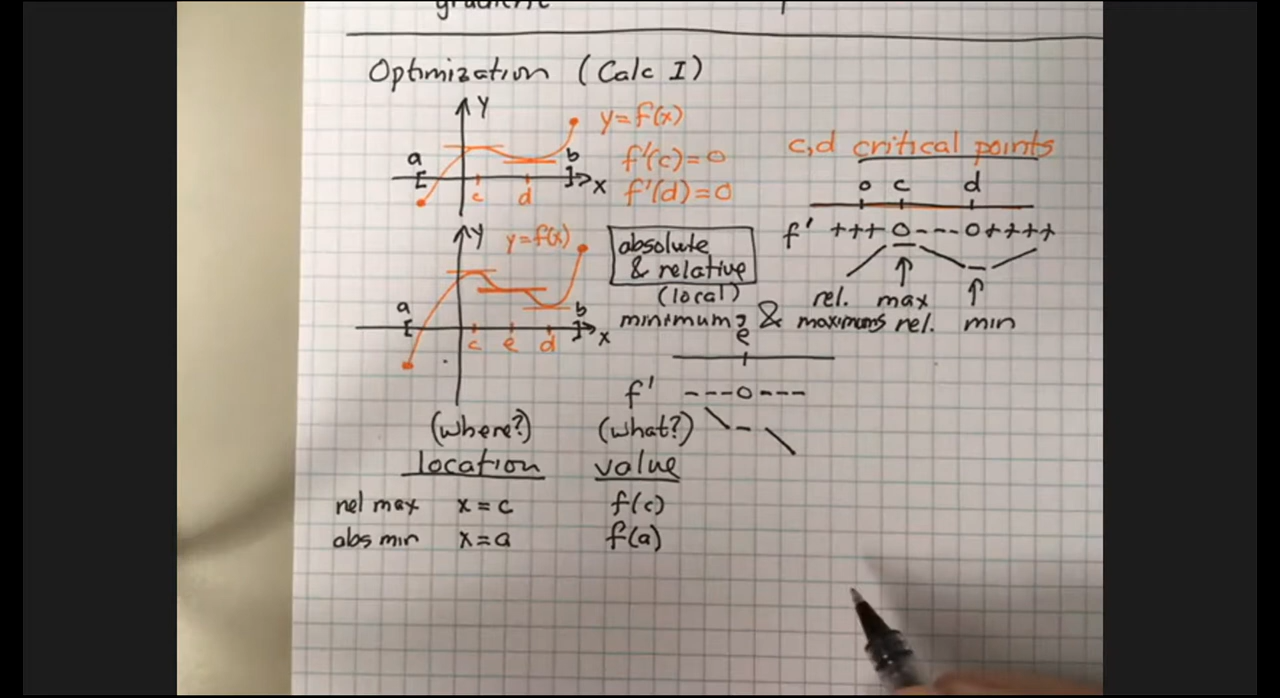 gradient
Optimization (Calc I)
y
y=f(x)
a
b
x
c
d
f'(c)=0
f'(d)=0
c,d critical points
o c d
f' +++ 0 --- 0 ++++
rel. max
maximums rel. min
y
y=f(x)
a
b
x
c e d
absolute
& relative
(local)
minimums &
e
f' --- 0 ---
(where?) (what?)
location value
rel max x=c f(c)
abs min x=a f(a)